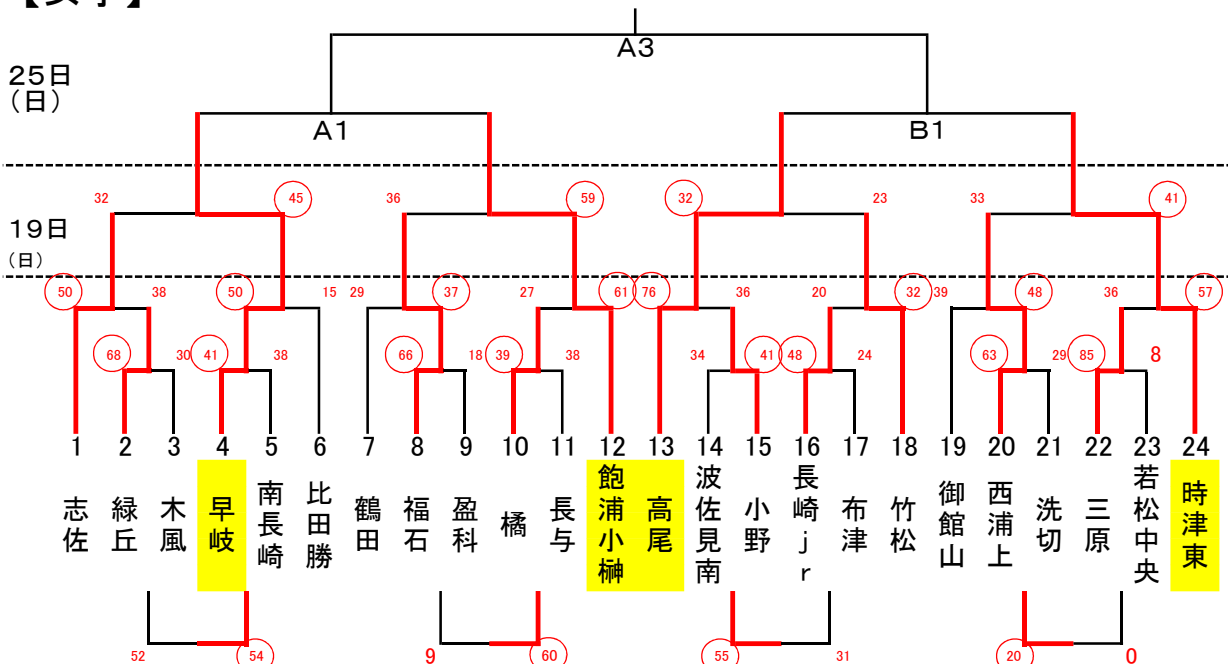 A3
25日
(日)
A1 B1
32 45 36 59 32 23 33 41
19日
(日)
50 38 50 15 29 37 27 61 76 36 20 32 39 48 36 57
68 30 41 38 66 18 39 38 34 41 48 24 63 29 85 8
1 2 3 4 5 6 7 8 9 10 11 12 13 14 15 16 17 18 19 20 21 22 23 24
志佐
緑丘
木風
早岐
南長崎
比田勝
鶴田
福石
盈科
橘
長与
飽浦小榊
高尾
波佐見南
小野
長崎jr
布津
竹松
御館山
西浦上
洗切
三原
若松中央
時津東
52 54 9 60 55 31 20 0